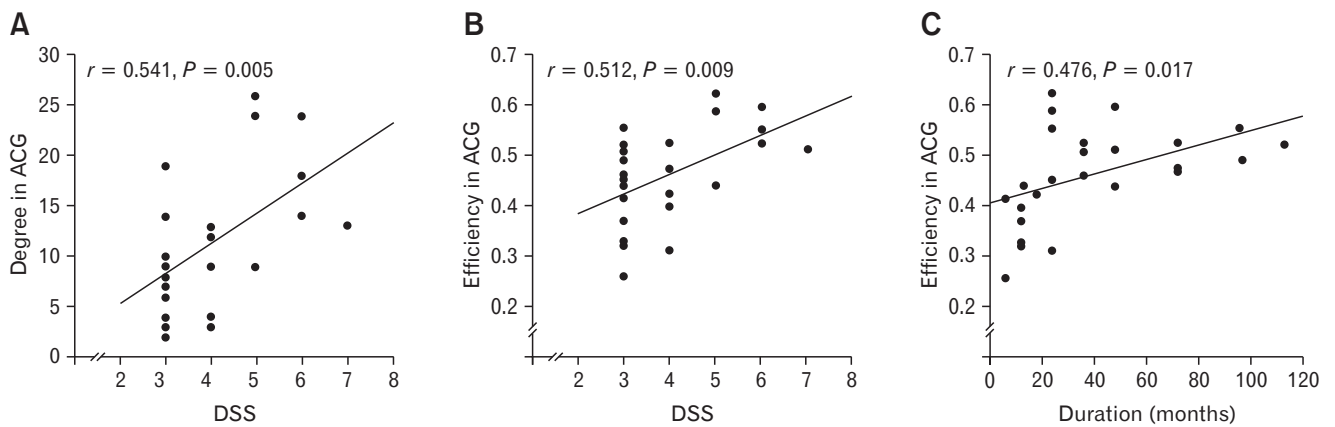 A
B
C
r = 0.541, P = 0.005
r = 0.512, P = 0.009
r = 0.476, P = 0.017
Degree in ACG
30
25
20
15
10
5
0
2 3 4 5 6 7 8
DSS
Efficiency in ACG
0.7
0.6
0.5
0.4
0.3
0.2
2 3 4 5 6 7 8
DSS
Efficiency in ACG
0.7
0.6
0.5
0.4
0.3
0.2
0 20 40 60 80 100 120
Duration (months)